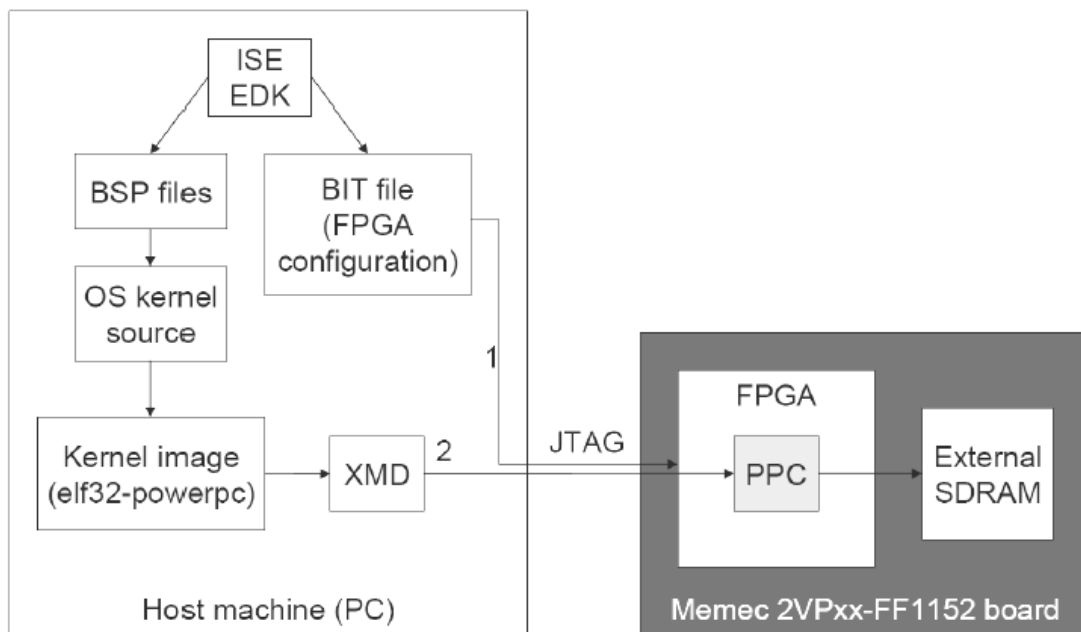 ISE
EDK
BSP files
BIT file
(FPGA
configuration)
OS kernel
source
1
Kernel image
(elf32-powerpc)
XMD
2
JTAG
FPGA
PPC
External
SDRAM
Host machine (PC)
Memec 2VPxx-FF1152 board